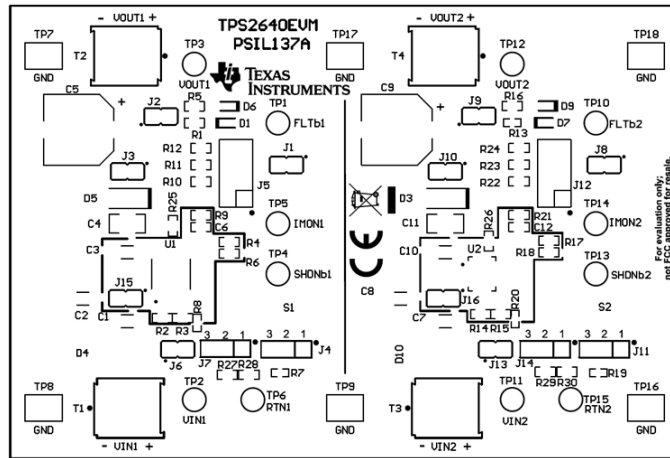 - VOUT1 +
TPS2640EVM
- VOUT2 +
TP7
T2
TP3
PSIL137A
TP17
T4
TP12
TP18
GND
VOUT1
TEXAS
INSTRUMENTS
GND
VOUT2
GND
C5
+
J2
R5
D6
TP1
C9
+
J9
R16
D9
TP10
D1
FLTb1
D7
FLTb2
R1
R13
J3
R12
J1
J10
R24
J8
R11
R23
D5
R10
J5
D3
R22
J12
C4
R25
R9
TP5
C11
R26
R21
TP14
C6
IMON1
C12
IMON2
U1
R4
R17
C3
TP4
CE
C10
U2
R18
TP13
R6
SHDNb1
SHDNb2
For evaluation only;
not FCC approved for resale.
J15
C8
J16
C2
C1
R8
S1
C7
R20
S2
R2
R3
R14
R15
3 2 1
3 2 1
3 2 1
3 2 1
D4
J6
J7
J4
D10
J13
J14
J11
R27
R28
R7
R29
R30
R19
TP8
T1
TP2
TP6
TP9
T3
TP11
TP15
TP16
RTN1
RTN2
GND
VIN1
GND
VIN2
GND
- VIN1 +
- VIN2 +